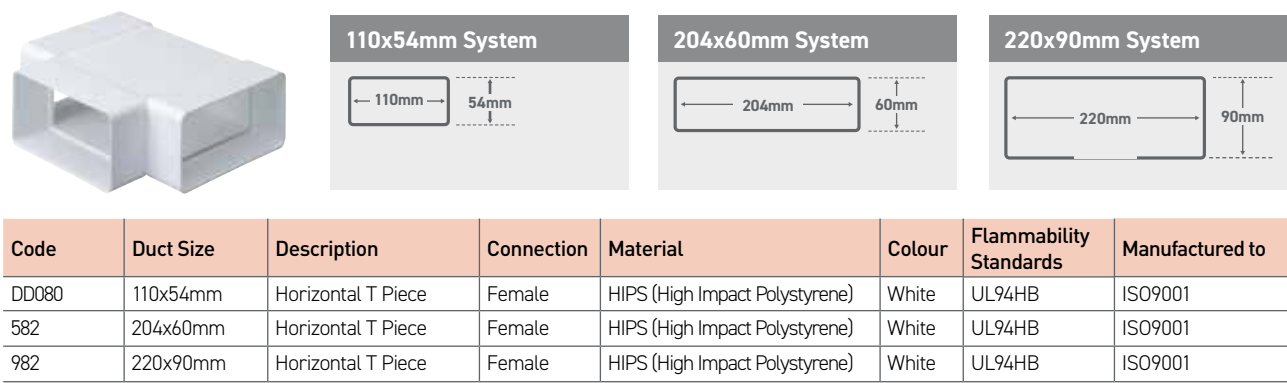 110x54mm System
110mm
54mm
204x60mm System
204mm
60mm
220x90mm System
220mm
90mm
Code Duct Size Description Connection Material Colour Flammability Standards Manufactured to
DD080 110x54mm Horizontal T Piece Female HIPS (High Impact Polystyrene) White UL94HB ISO9001
582 204x60mm Horizontal T Piece Female HIPS (High Impact Polystyrene) White UL94HB ISO9001
982 220x90mm Horizontal T Piece Female HIPS (High Impact Polystyrene) White UL94HB ISO9001